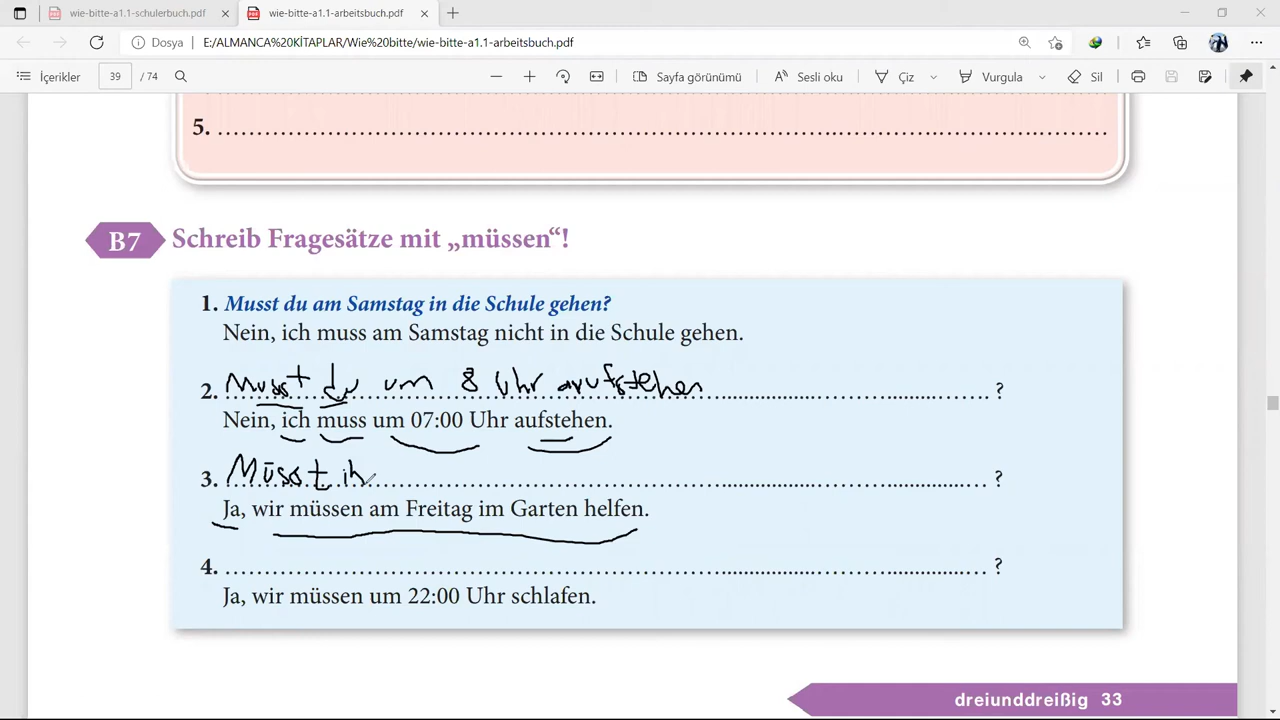 wie-bitte-a1.1-schulerbuch.pdf
wie-bitte-a1.1-arbeitsbuch.pdf
Dosya E:/ALMANCA%20KİTAPLAR/Wie%20bitte/wie-bitte-a1.1-arbeitsbuch.pdf
İçerikler 39 / 74 Sayfa görünümü Sesli oku Çiz Vurgula Sil
5. ........................................
B7 Schreib Fragesätze mit „müssen“!
1. Musst du am Samstag in die Schule gehen?
Nein, ich muss am Samstag nicht in die Schule gehen.
2. Musst du um 8 Uhr aufstehen ?
Nein, ich muss um 07:00 Uhr aufstehen.
3. Müsst ih ?
Ja, wir müssen am Freitag im Garten helfen.
4. ........................................ ?
Ja, wir müssen um 22:00 Uhr schlafen.
dreiunddreißig 33